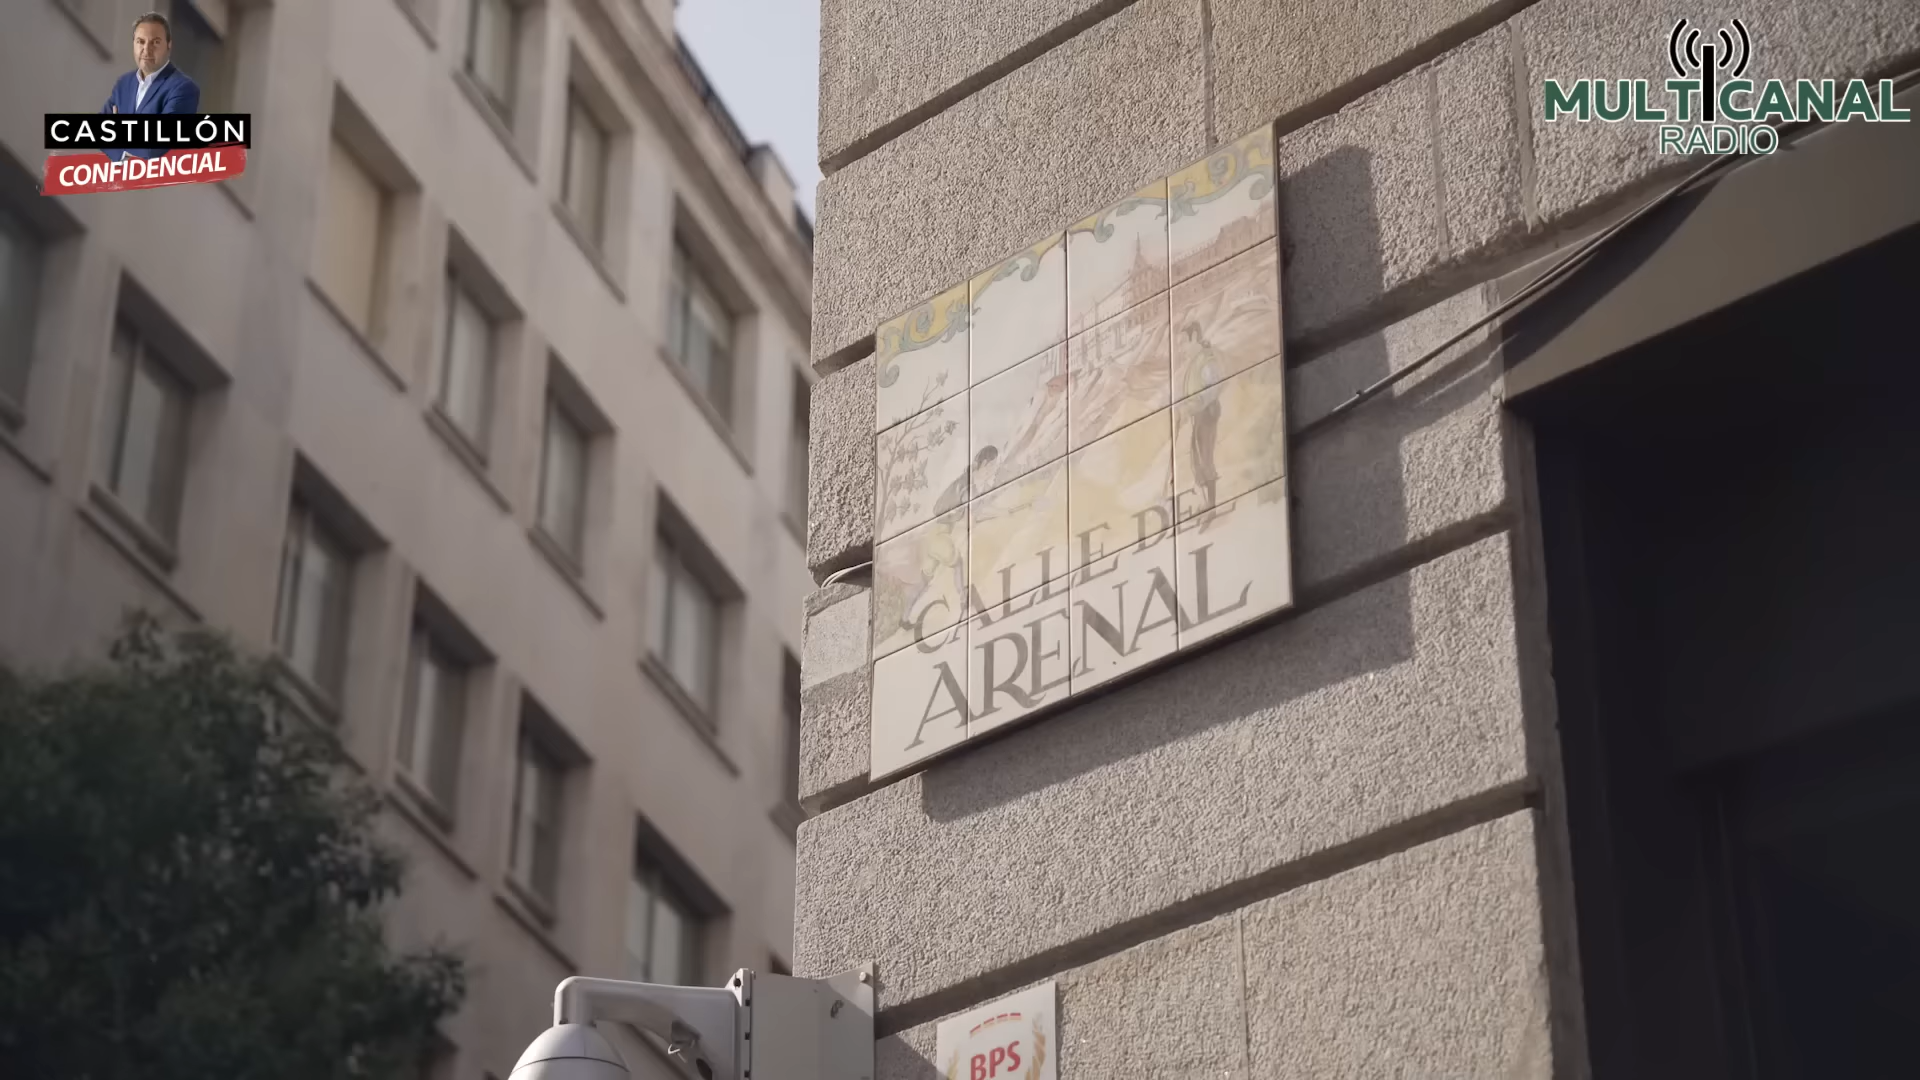 CASTILLÓN
CONFIDENCIAL
MULTICANAL
RADIO
CALLE DEL
ARENAL
BPS